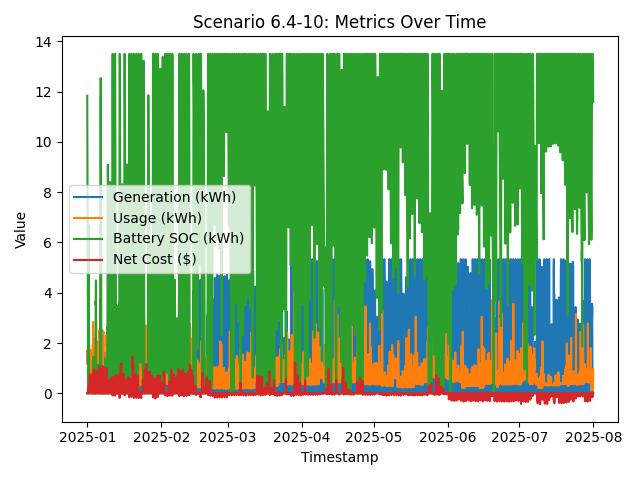 Scenario 6.4-10: Metrics Over Time
14
12
10
8
6
4
2
0
Value
Generation (kWh)
Usage (kWh)
Battery SOC (kWh)
Net Cost ($)
2025-01 2025-02 2025-03 2025-04 2025-05 2025-06 2025-07 2025-08
Timestamp